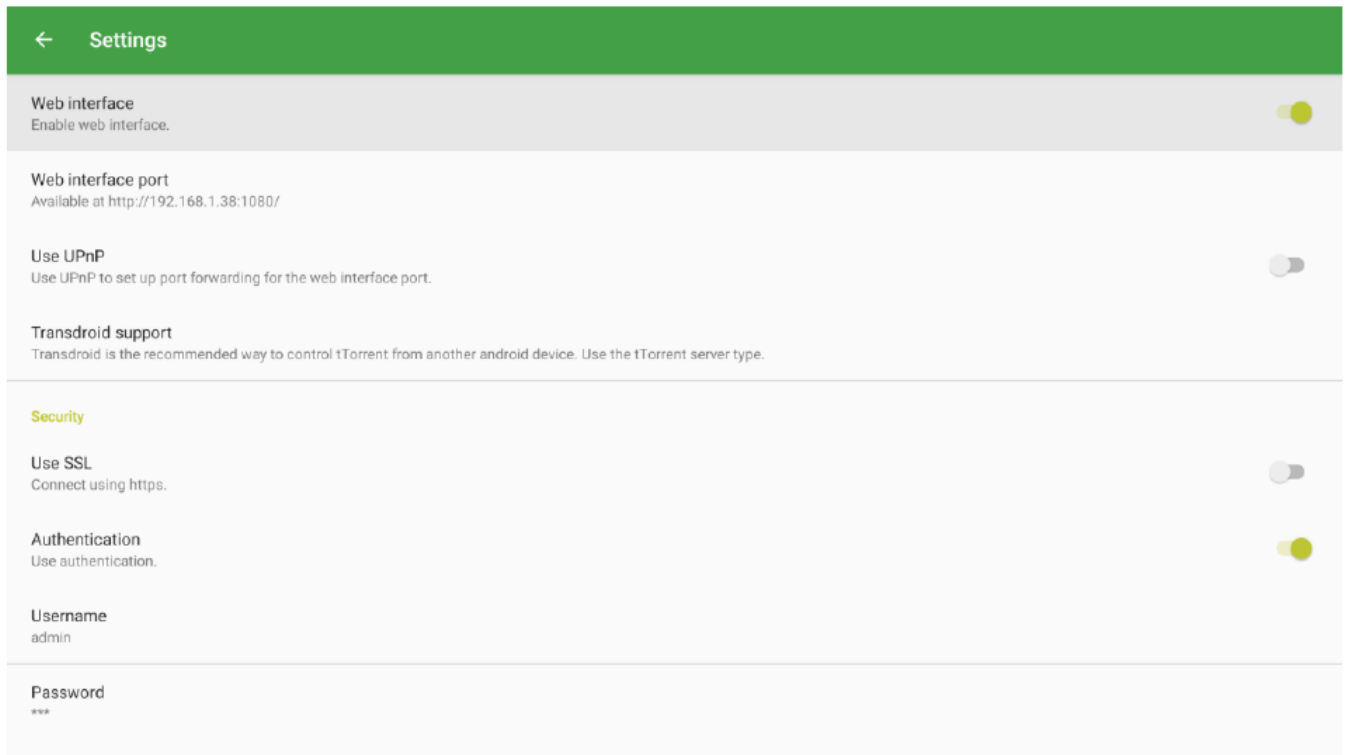 Settings
Web interface
Enable web interface.
Web interface port
Available at http://192.168.1.38:1080/
Use UPnP
Use UPnP to set up port forwarding for the web interface port.
Transdroid support
Transdroid is the recommended way to control tTorrent from another android device. Use the tTorrent server type.
Security
Use SSL
Connect using https.
Authentication
Use authentication.
Username
admin
Password
***